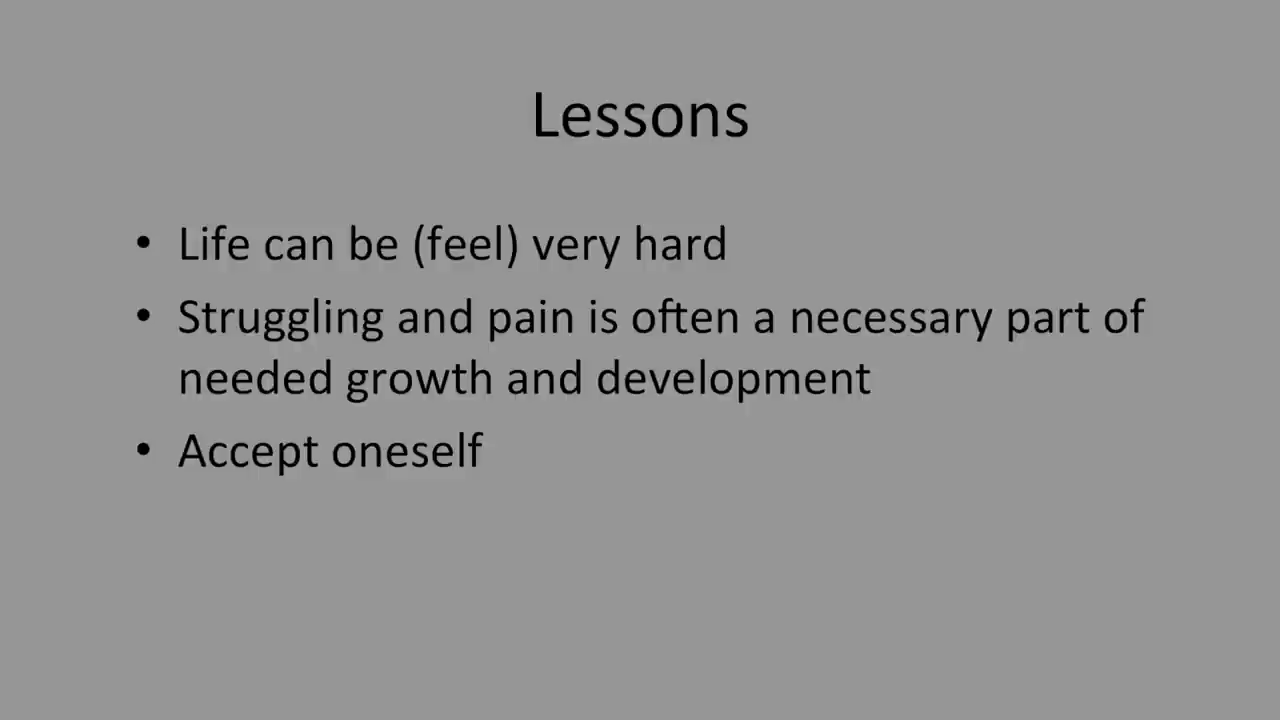 Lessons
• Life can be (feel) very hard
• Struggling and pain is often a necessary part of
needed growth and development
• Accept oneself